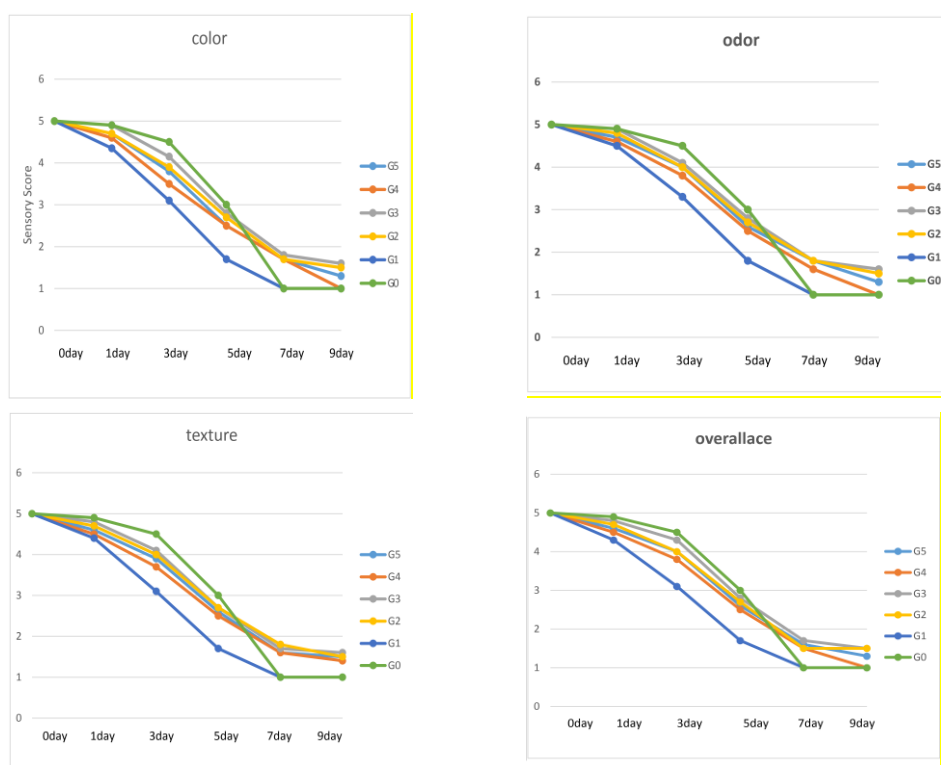 color
6
5
4
3
2
1
0
Sensory Score
0day 1day 3day 5day 7day 9day
G5
G4
G3
G2
G1
G0
odor
6
5
4
3
2
1
0
0day 1day 3day 5day 7day 9day
G5
G4
G3
G2
G1
G0
texture
6
5
4
3
2
1
0
0day 1day 3day 5day 7day 9day
G5
G4
G3
G2
G1
G0
overallace
6
5
4
3
2
1
0
0day 1day 3day 5day 7day 9day
G5
G4
G3
G2
G1
G0